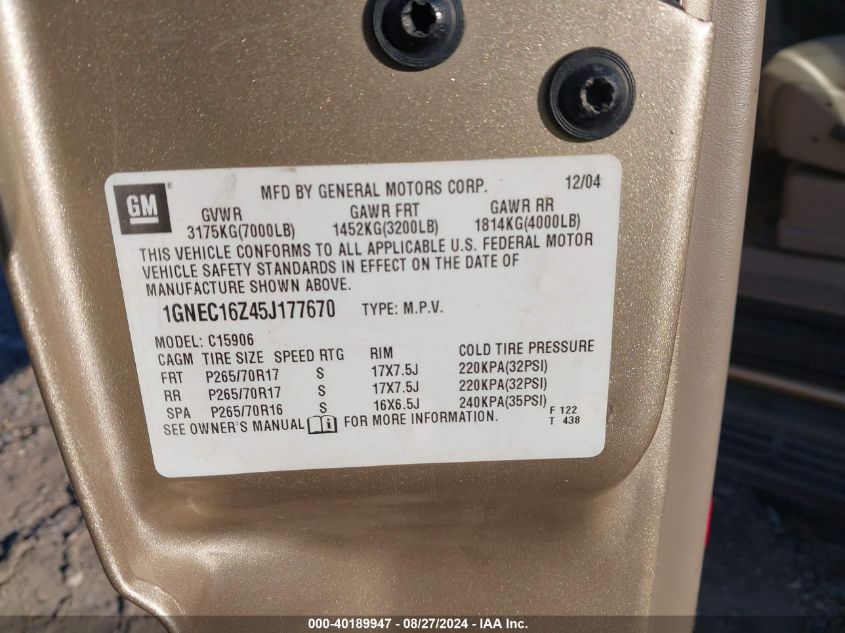 GM® MFD BY GENERAL MOTORS CORP. 12/04
GVWR GAWR FRT GAWR RR
3175KG(7000LB) 1452KG(3200LB) 1814KG(4000LB)
THIS VEHICLE CONFORMS TO ALL APPLICABLE U.S. FEDERAL MOTOR
VEHICLE SAFETY STANDARDS IN EFFECT ON THE DATE OF
MANUFACTURE SHOWN ABOVE.
1GNEC16Z45J177670 TYPE: M.P.V.
MODEL: C15906
CAGM TIRE SIZE SPEED RTG RIM COLD TIRE PRESSURE
FRT P265/70R17 S 17X7.5J 220KPA(32PSI)
RR P265/70R17 S 17X7.5J 220KPA(32PSI)
SPA P265/70R16 S 16X6.5J 240KPA(35PSI)
SEE OWNER'S MANUAL i FOR MORE INFORMATION.
F 122
T 438
000-40189947 - 08/27/2024 - © IAA Inc.